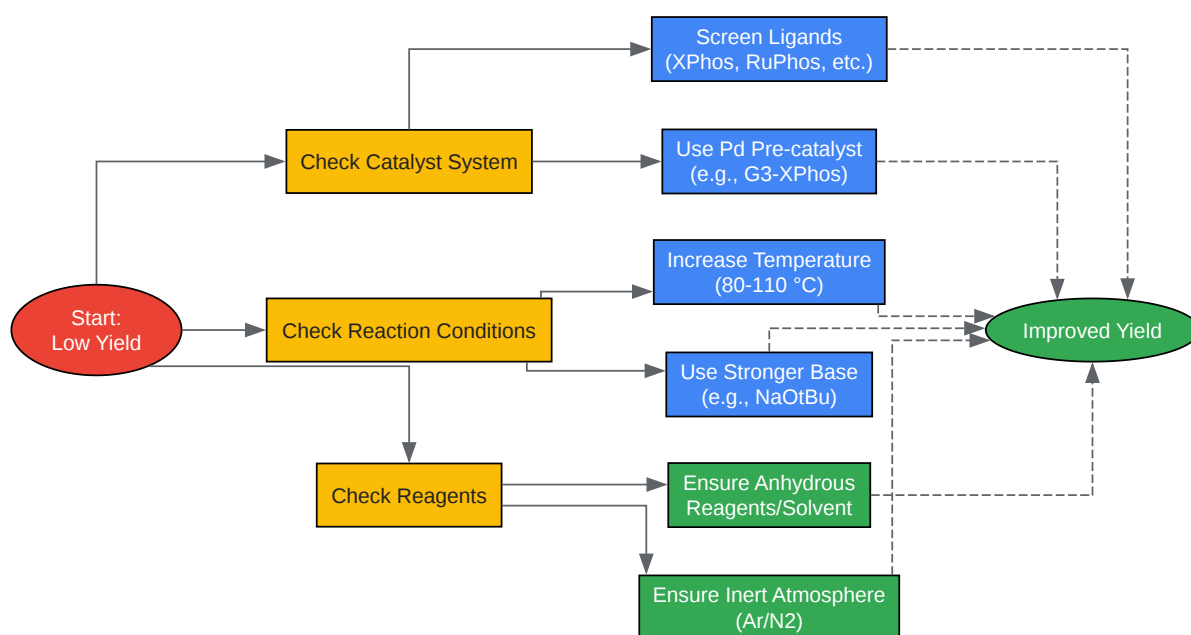 Screen Ligands
(XPhos, RuPhos, etc.)
Check Catalyst System
Use Pd Pre-catalyst
(e.g., G3-XPhos)
Increase Temperature
(80-110 °C)
Start:
Low Yield
Check Reaction Conditions
Improved Yield
Use Stronger Base
(e.g., NaOtBu)
Check Reagents
Ensure Anhydrous
Reagents/Solvent
Ensure Inert Atmosphere
(Ar/N2)